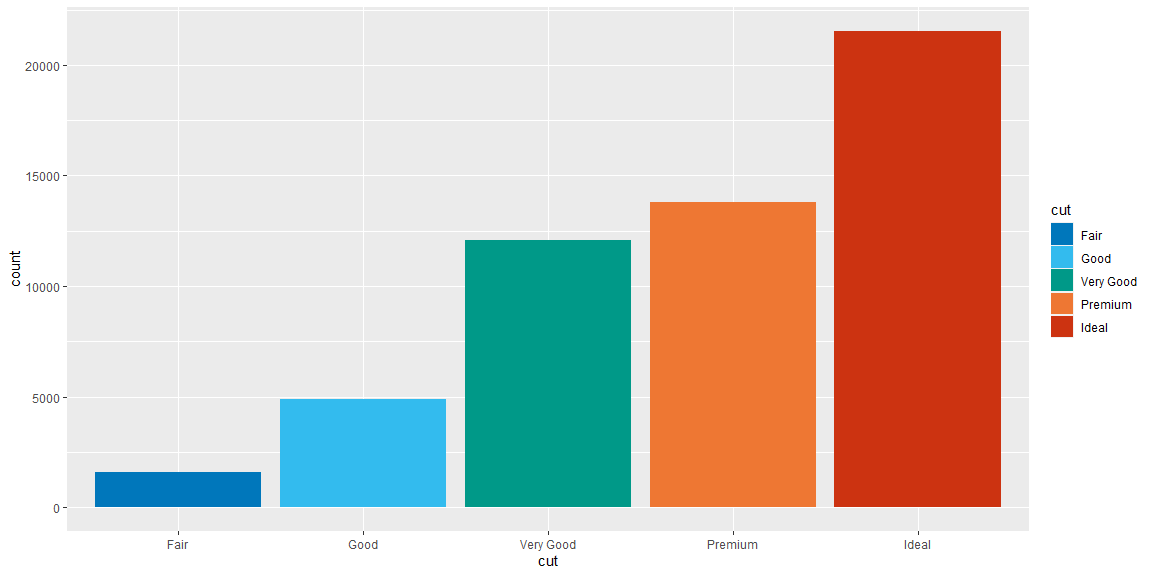 20000
15000
10000
5000
0
count
Fair
Good
Very Good
Premium
Ideal
cut
cut
Fair
Good
Very Good
Premium
Ideal